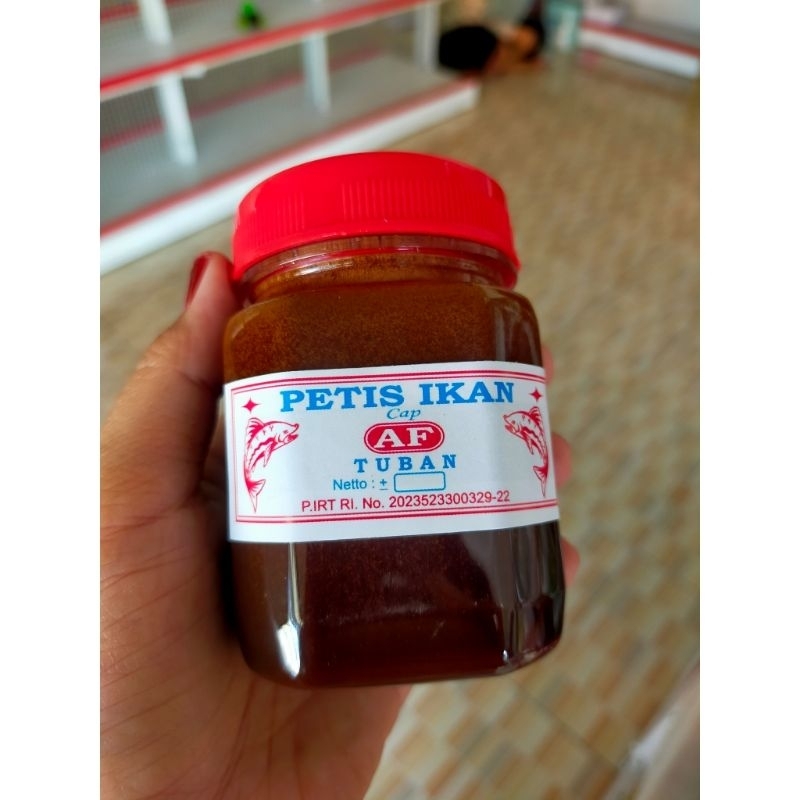 PETIS IKAN
Cap
AF
TUBAN
Netto : ±
P.IRT RI. No. 2023523300329-22